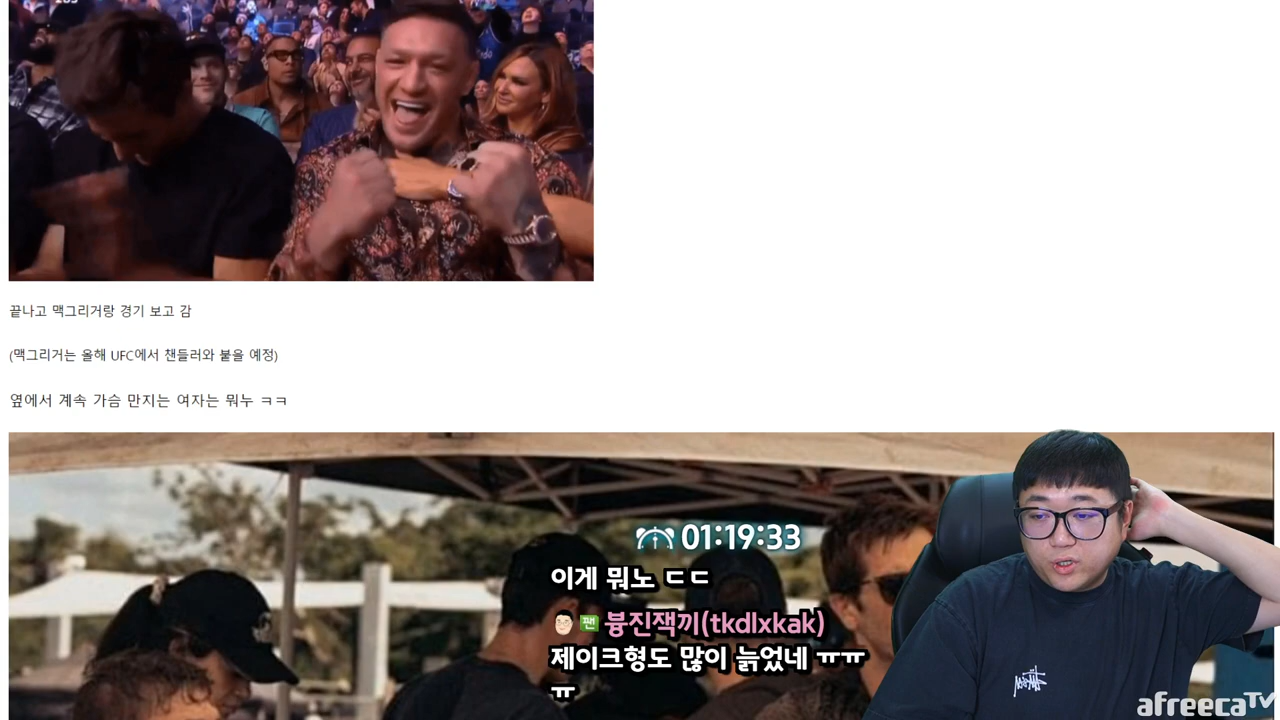 끝나고 맥그리거랑 경기 보고 감
(맥그리거는 올해 UFC에서 챈들러와 붙을 예정)
옆에서 계속 가슴 만지는 여자는 뭐누 ㅋㅋ
01:19:33
이게 뭐노 ㄷㄷ
팬 븅진잭끼(tkdlxkak)
제이크형도 많이 늙었네 ㅠㅠ
ㅠ
afreecaTV